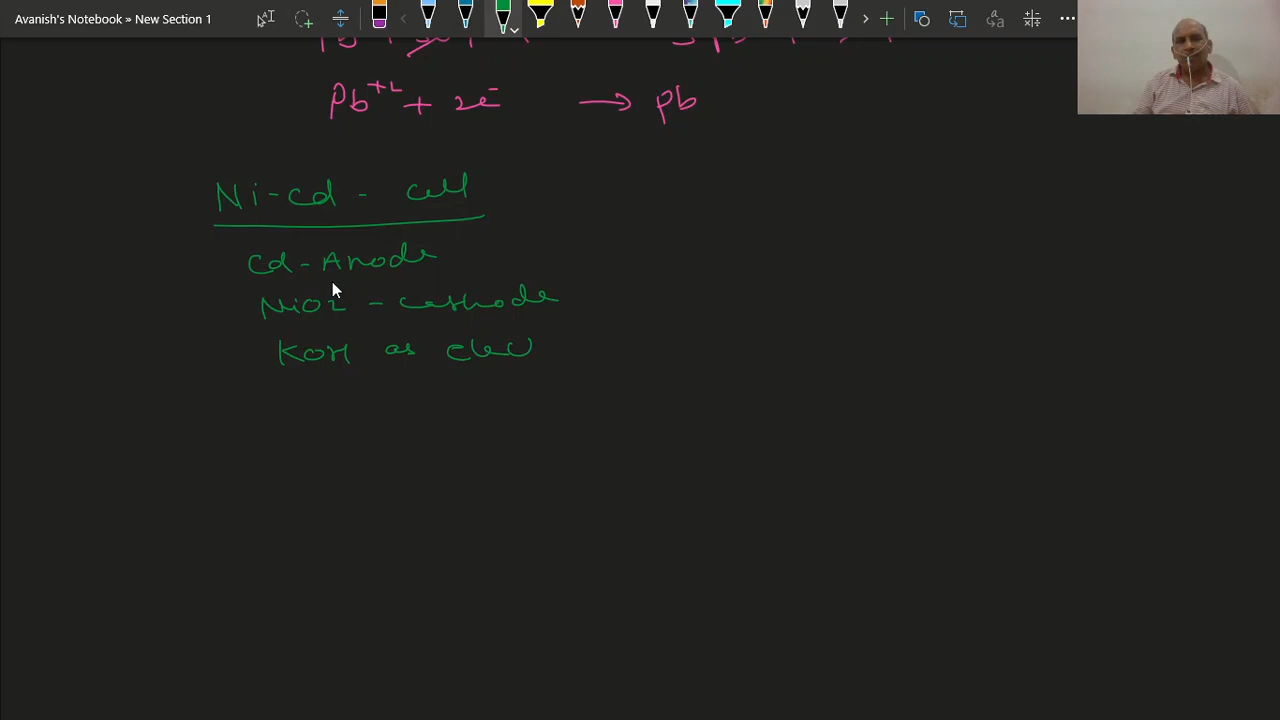 Avanish's Notebook » New Section 1
Pb⁺² + 2e⁻ → Pb
Ni-Cd - cell
Cd - Anode
NiO2 - cathode
KOH as elec